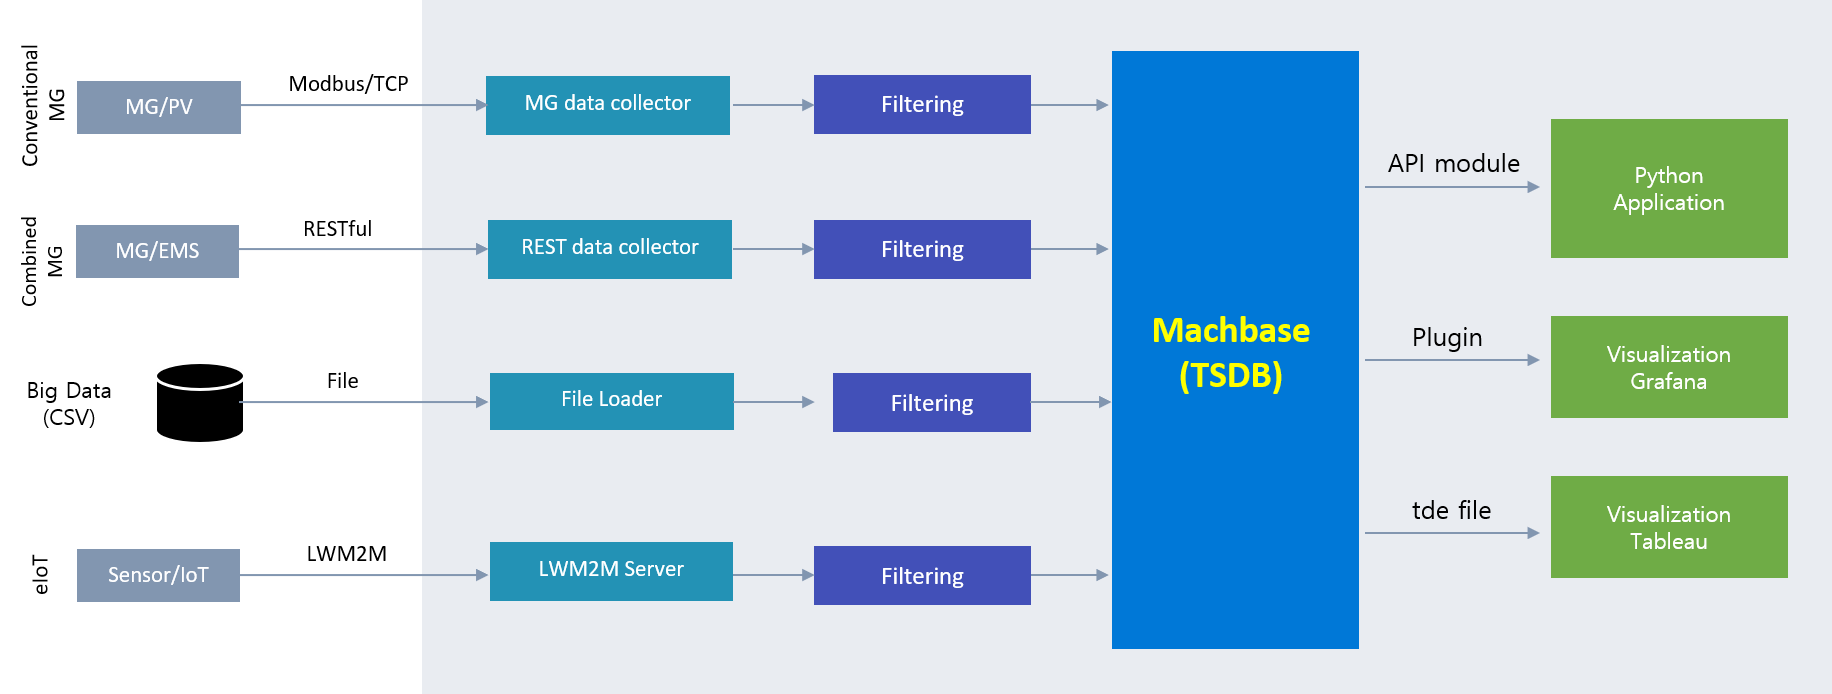 Conventional
MG
MG/PV
Modbus/TCP
MG data collector
Filtering
Combined
MG
MG/EMS
RESTful
REST data collector
Filtering
Big Data
(CSV)
File
File Loader
Filtering
eIoT
Sensor/IoT
LWM2M
LWM2M Server
Filtering
Machbase
(TSDB)
API module
Python
Application
Plugin
Visualization
Grafana
tde file
Visualization
Tableau